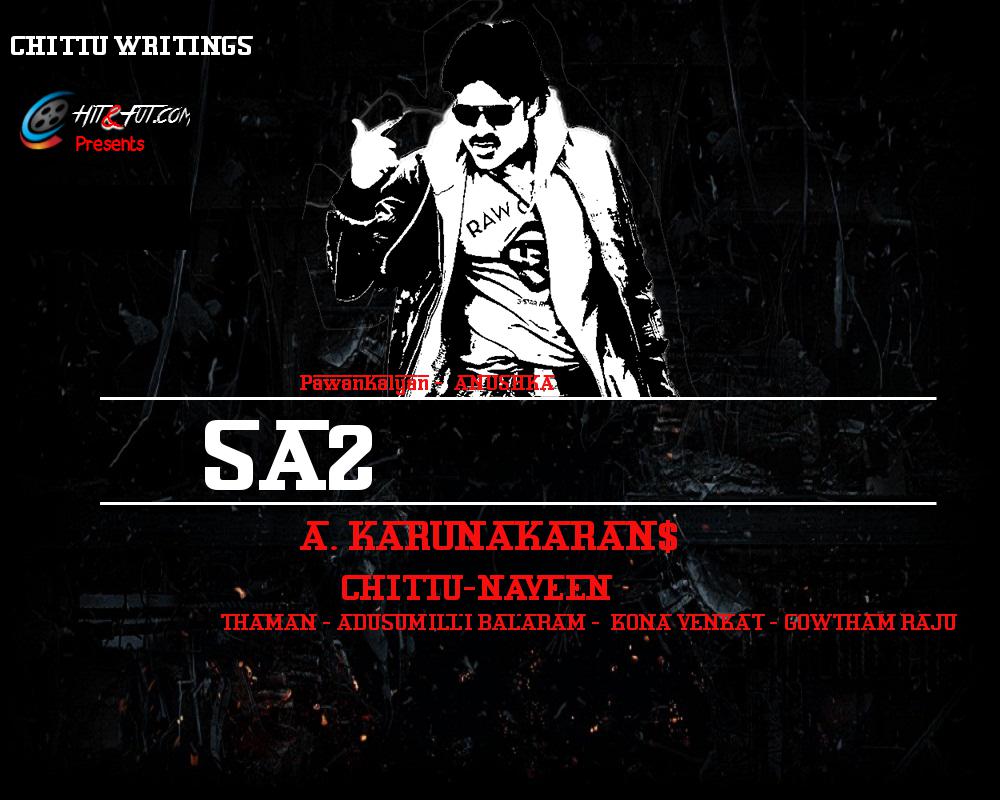 CHITTU WRITINGS
HIT&FUT.COM
Presents
RAW
Pawankalyan - ANUSHKA
SA2
A. KARUNAKARAN$
CHITTU-NAVEEN
THAMAN - ADUSUMILLI BALARAM - KONA VENKAT - GOWTHAM RAJU